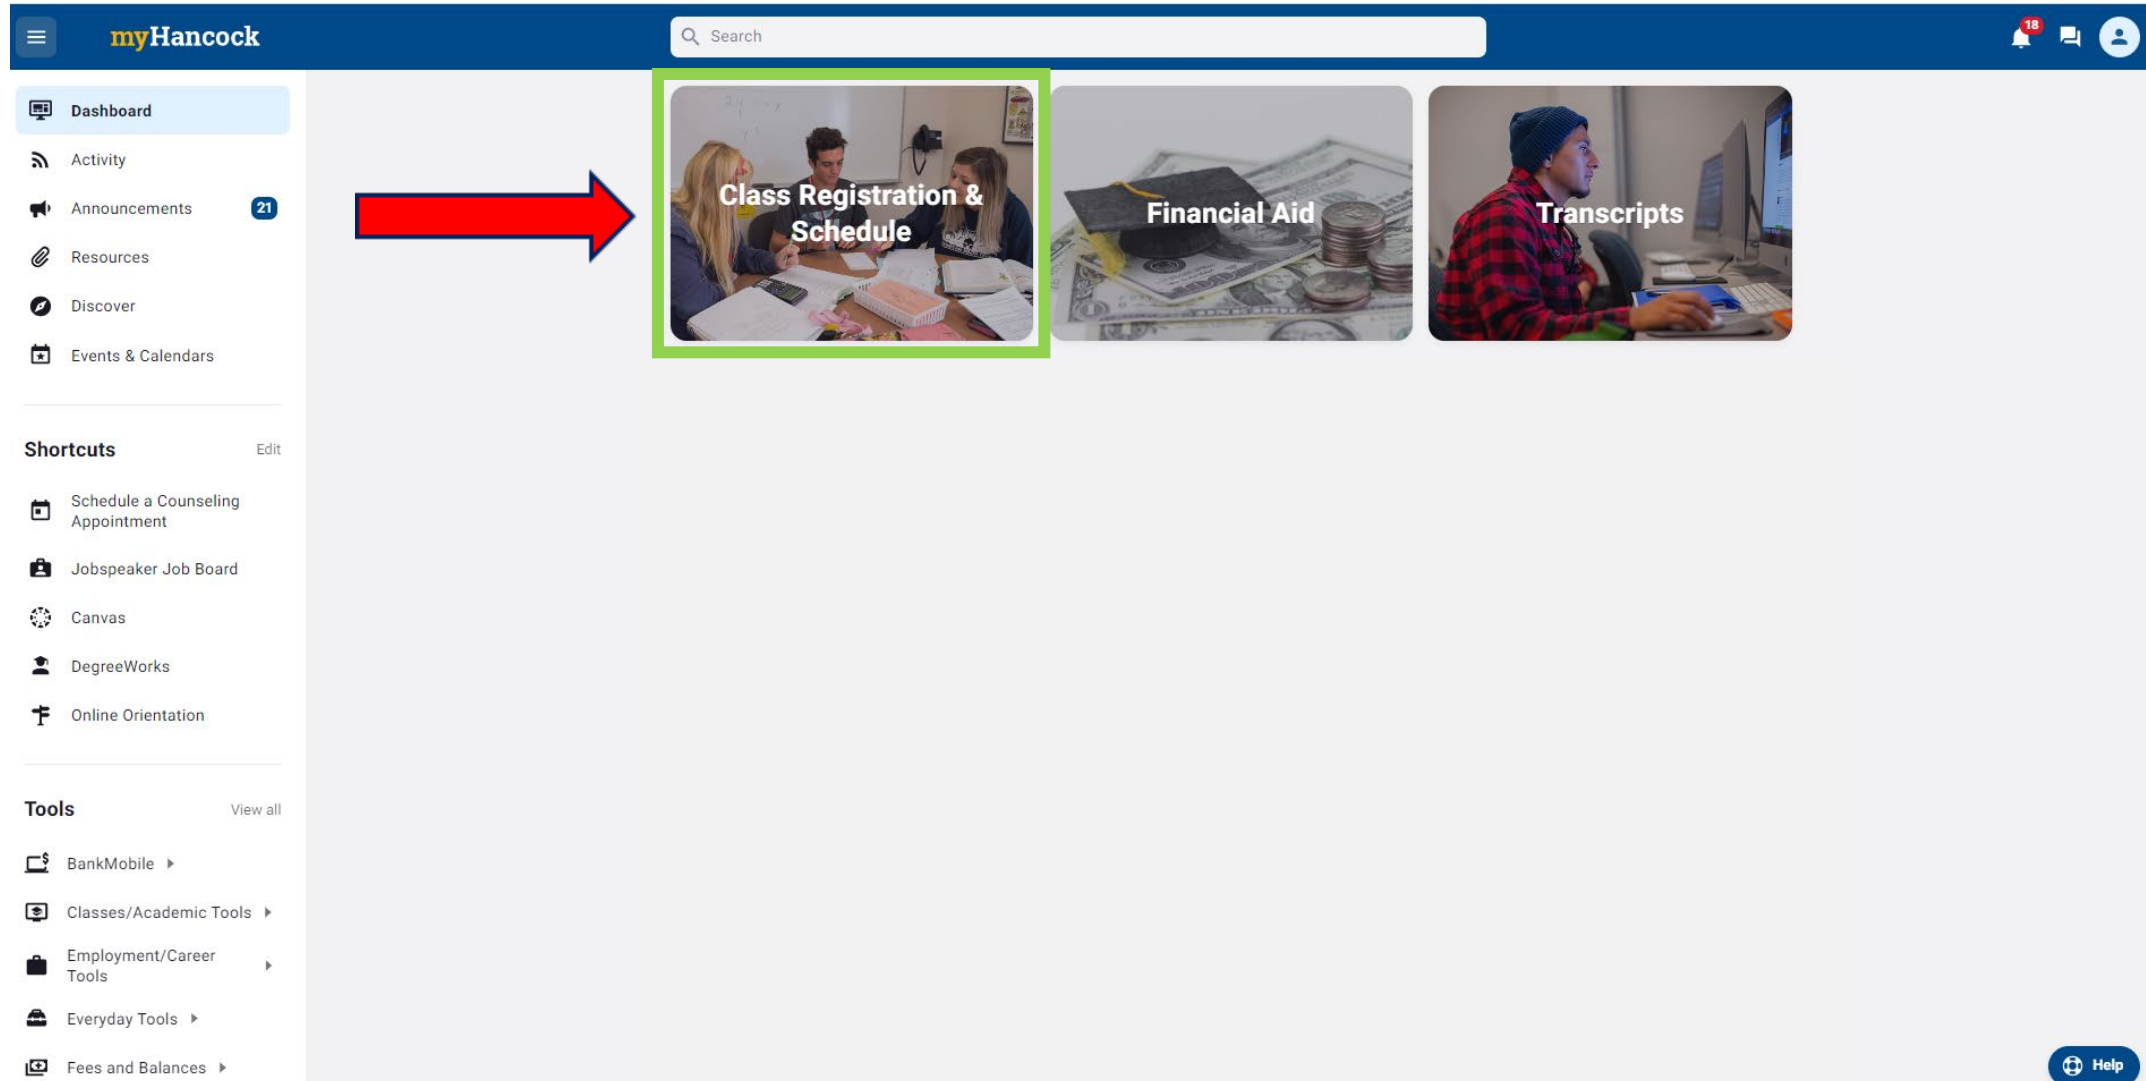 myHancock
Search
18
Dashboard
Activity
Announcements 21
Resources
Discover
Events & Calendars
Shortcuts Edit
Schedule a Counseling
Appointment
Jobspeaker Job Board
Canvas
DegreeWorks
Online Orientation
Tools View all
BankMobile
Classes/Academic Tools
Employment/Career
Tools
Everyday Tools
Fees and Balances
Class Registration &
Schedule
Financial Aid
Transcripts
Help